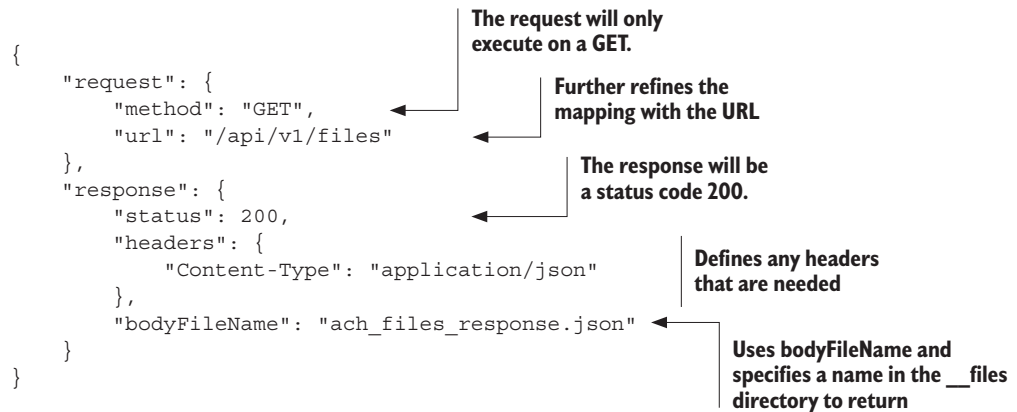 The request will only
execute on a GET.
{
"request": {
"method": "GET",
Further refines the
mapping with the URL
"url": "/api/v1/files"
},
The response will be
a status code 200.
"response": {
"status": 200,
"headers": {
Defines any headers
that are needed
"Content-Type": "application/json"
},
"bodyFileName": "ach_files_response.json"
Uses bodyFileName and
specifies a name in the __files
directory to return
}
}